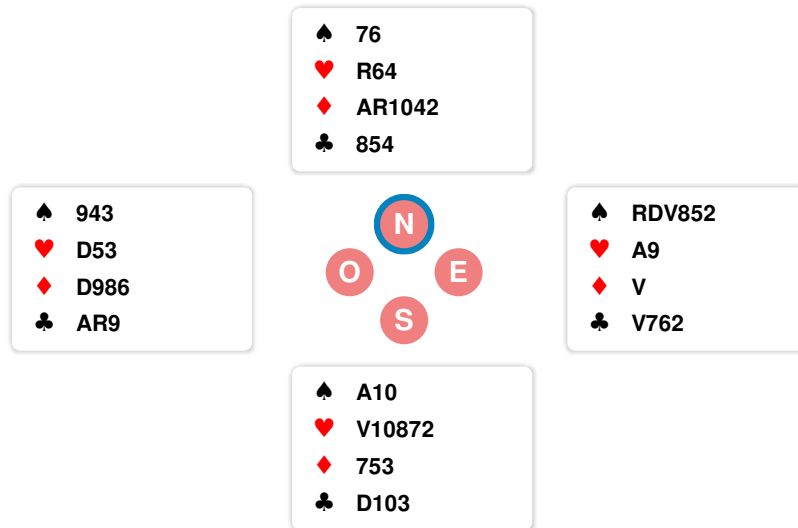 ♠ 76
♥ R64
♦ AR1042
♣ 854
♠ 943
♥ D53
♦ D986
♣ AR9
N
O E
S
♠ RDV852
♥ A9
♦ V
♣ V762
♠ A10
♥ V10872
♦ 753
♣ D103